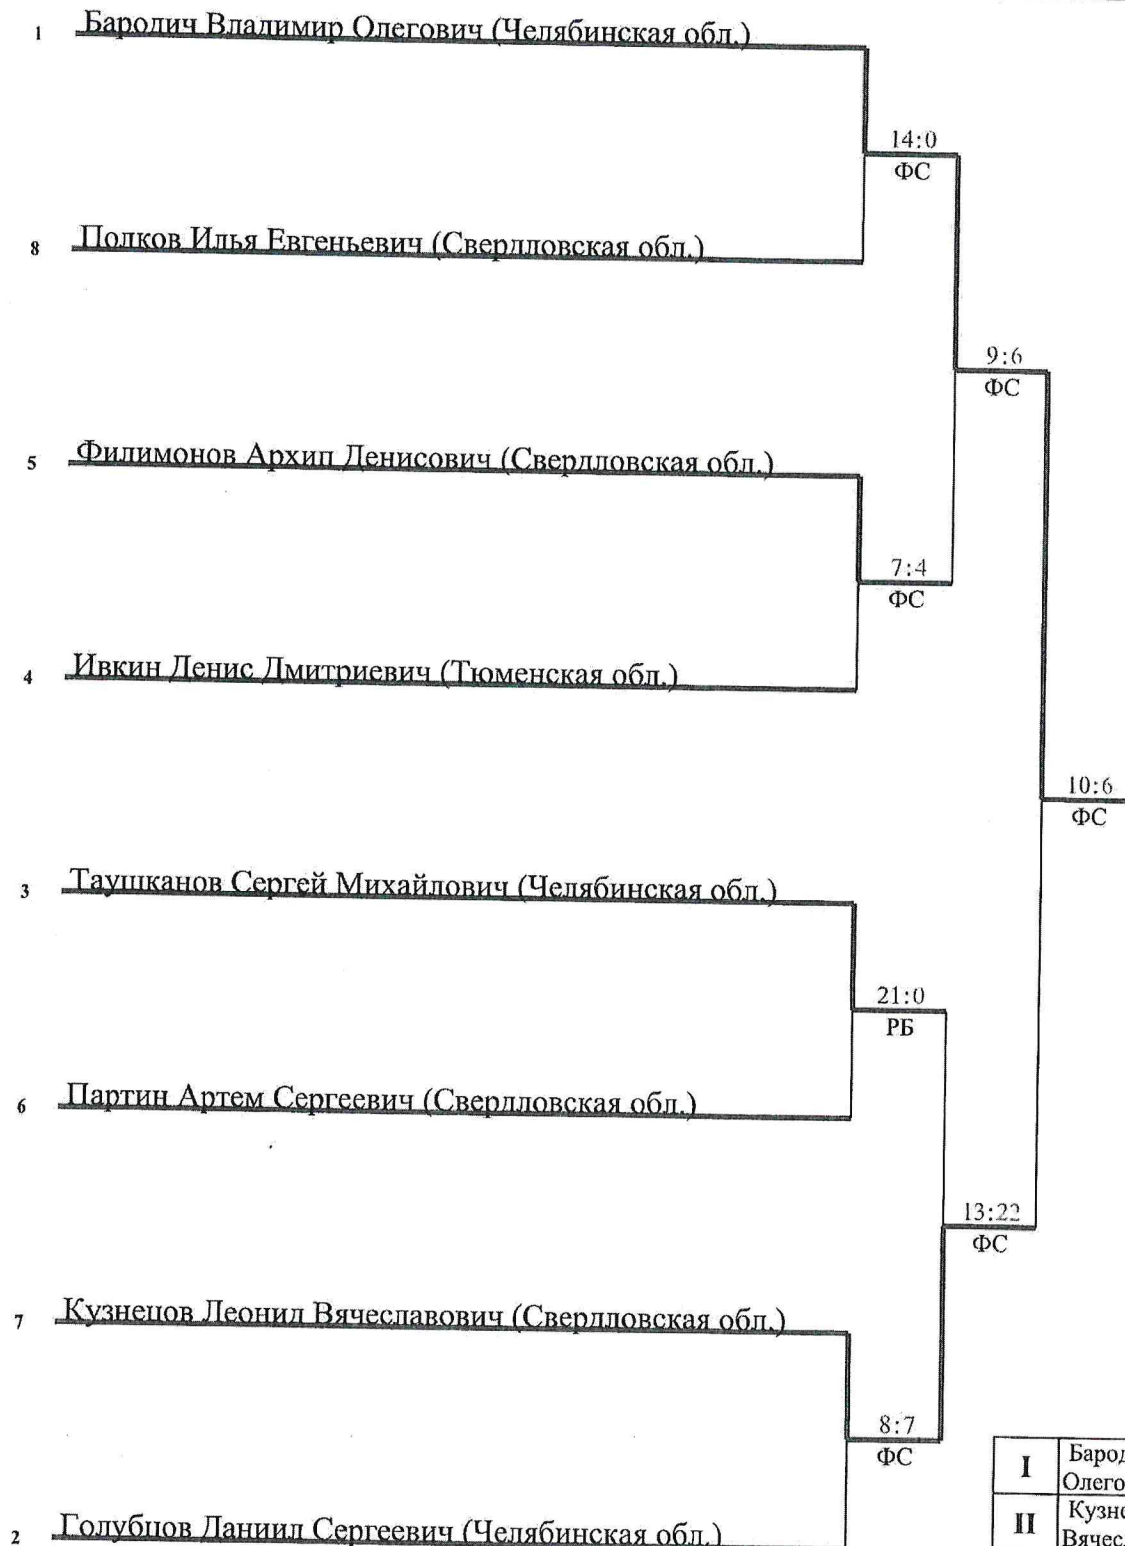 1 Бародич Владимир Олегович (Челябинская обл.)
14:0
ФС
8 Полков Илья Евгеньевич (Свердловская обл.)
9:6
ФС
5 Филимонов Архип Денисович (Свердловская обл.)
7:4
ФС
4 Ивкин Денис Дмитриевич (Тюменская обл.)
10:6
ФС
3 Таушканов Сергей Михайлович (Челябинская обл.)
21:0
РБ
6 Партин Артем Сергеевич (Свердловская обл.)
13:22
ФС
7 Кузнецов Леонид Вячеславович (Свердловская обл.)
8:7
ФС
I Барод
Олего
II Кузне
Вячесл
2 Голубцов Даниил Сергеевич (Челябинская обл.)